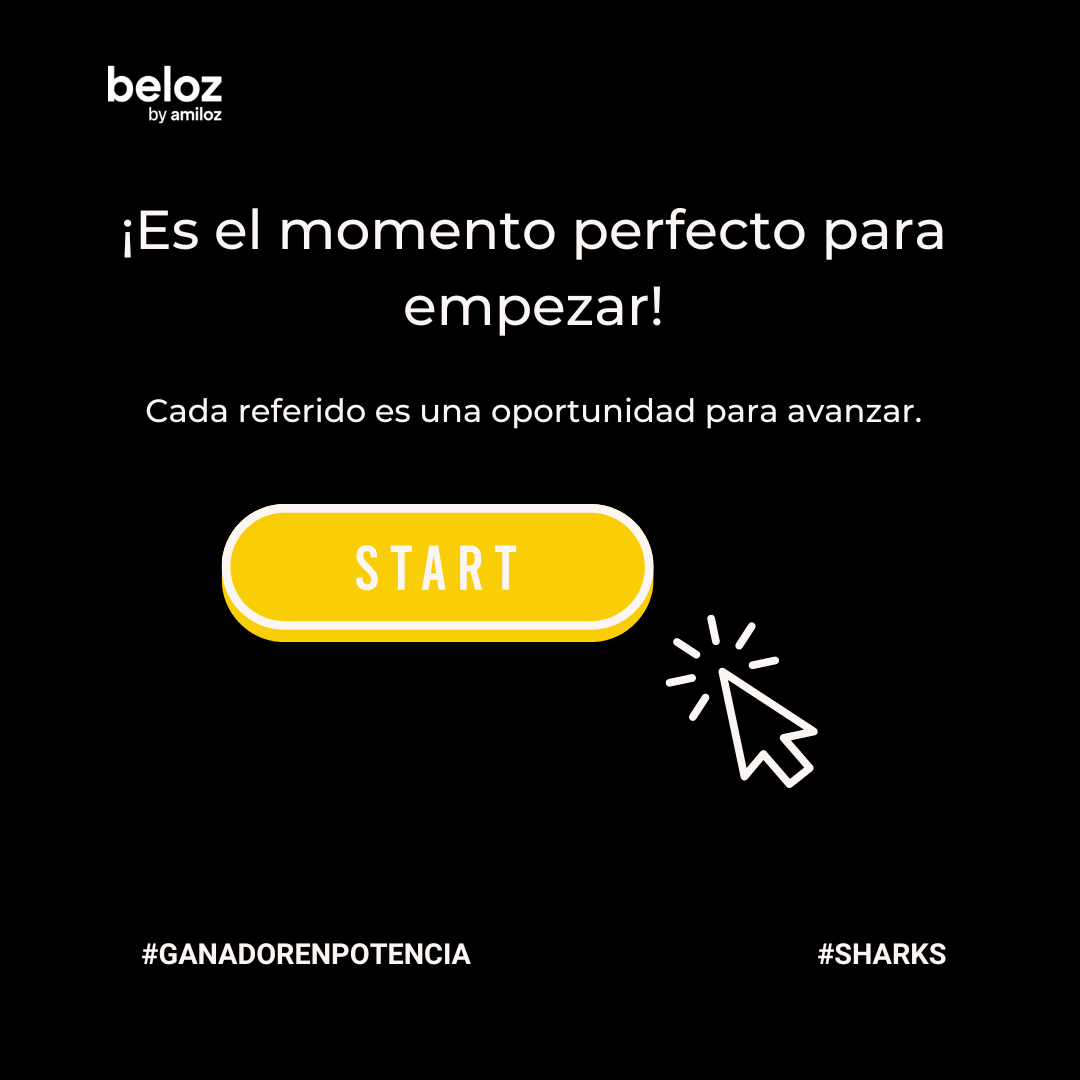 beloz
by amiloz
¡Es el momento perfecto para
empezar!
Cada referido es una oportunidad para avanzar.
START
#GANADORENPOTENCIA
#SHARKS